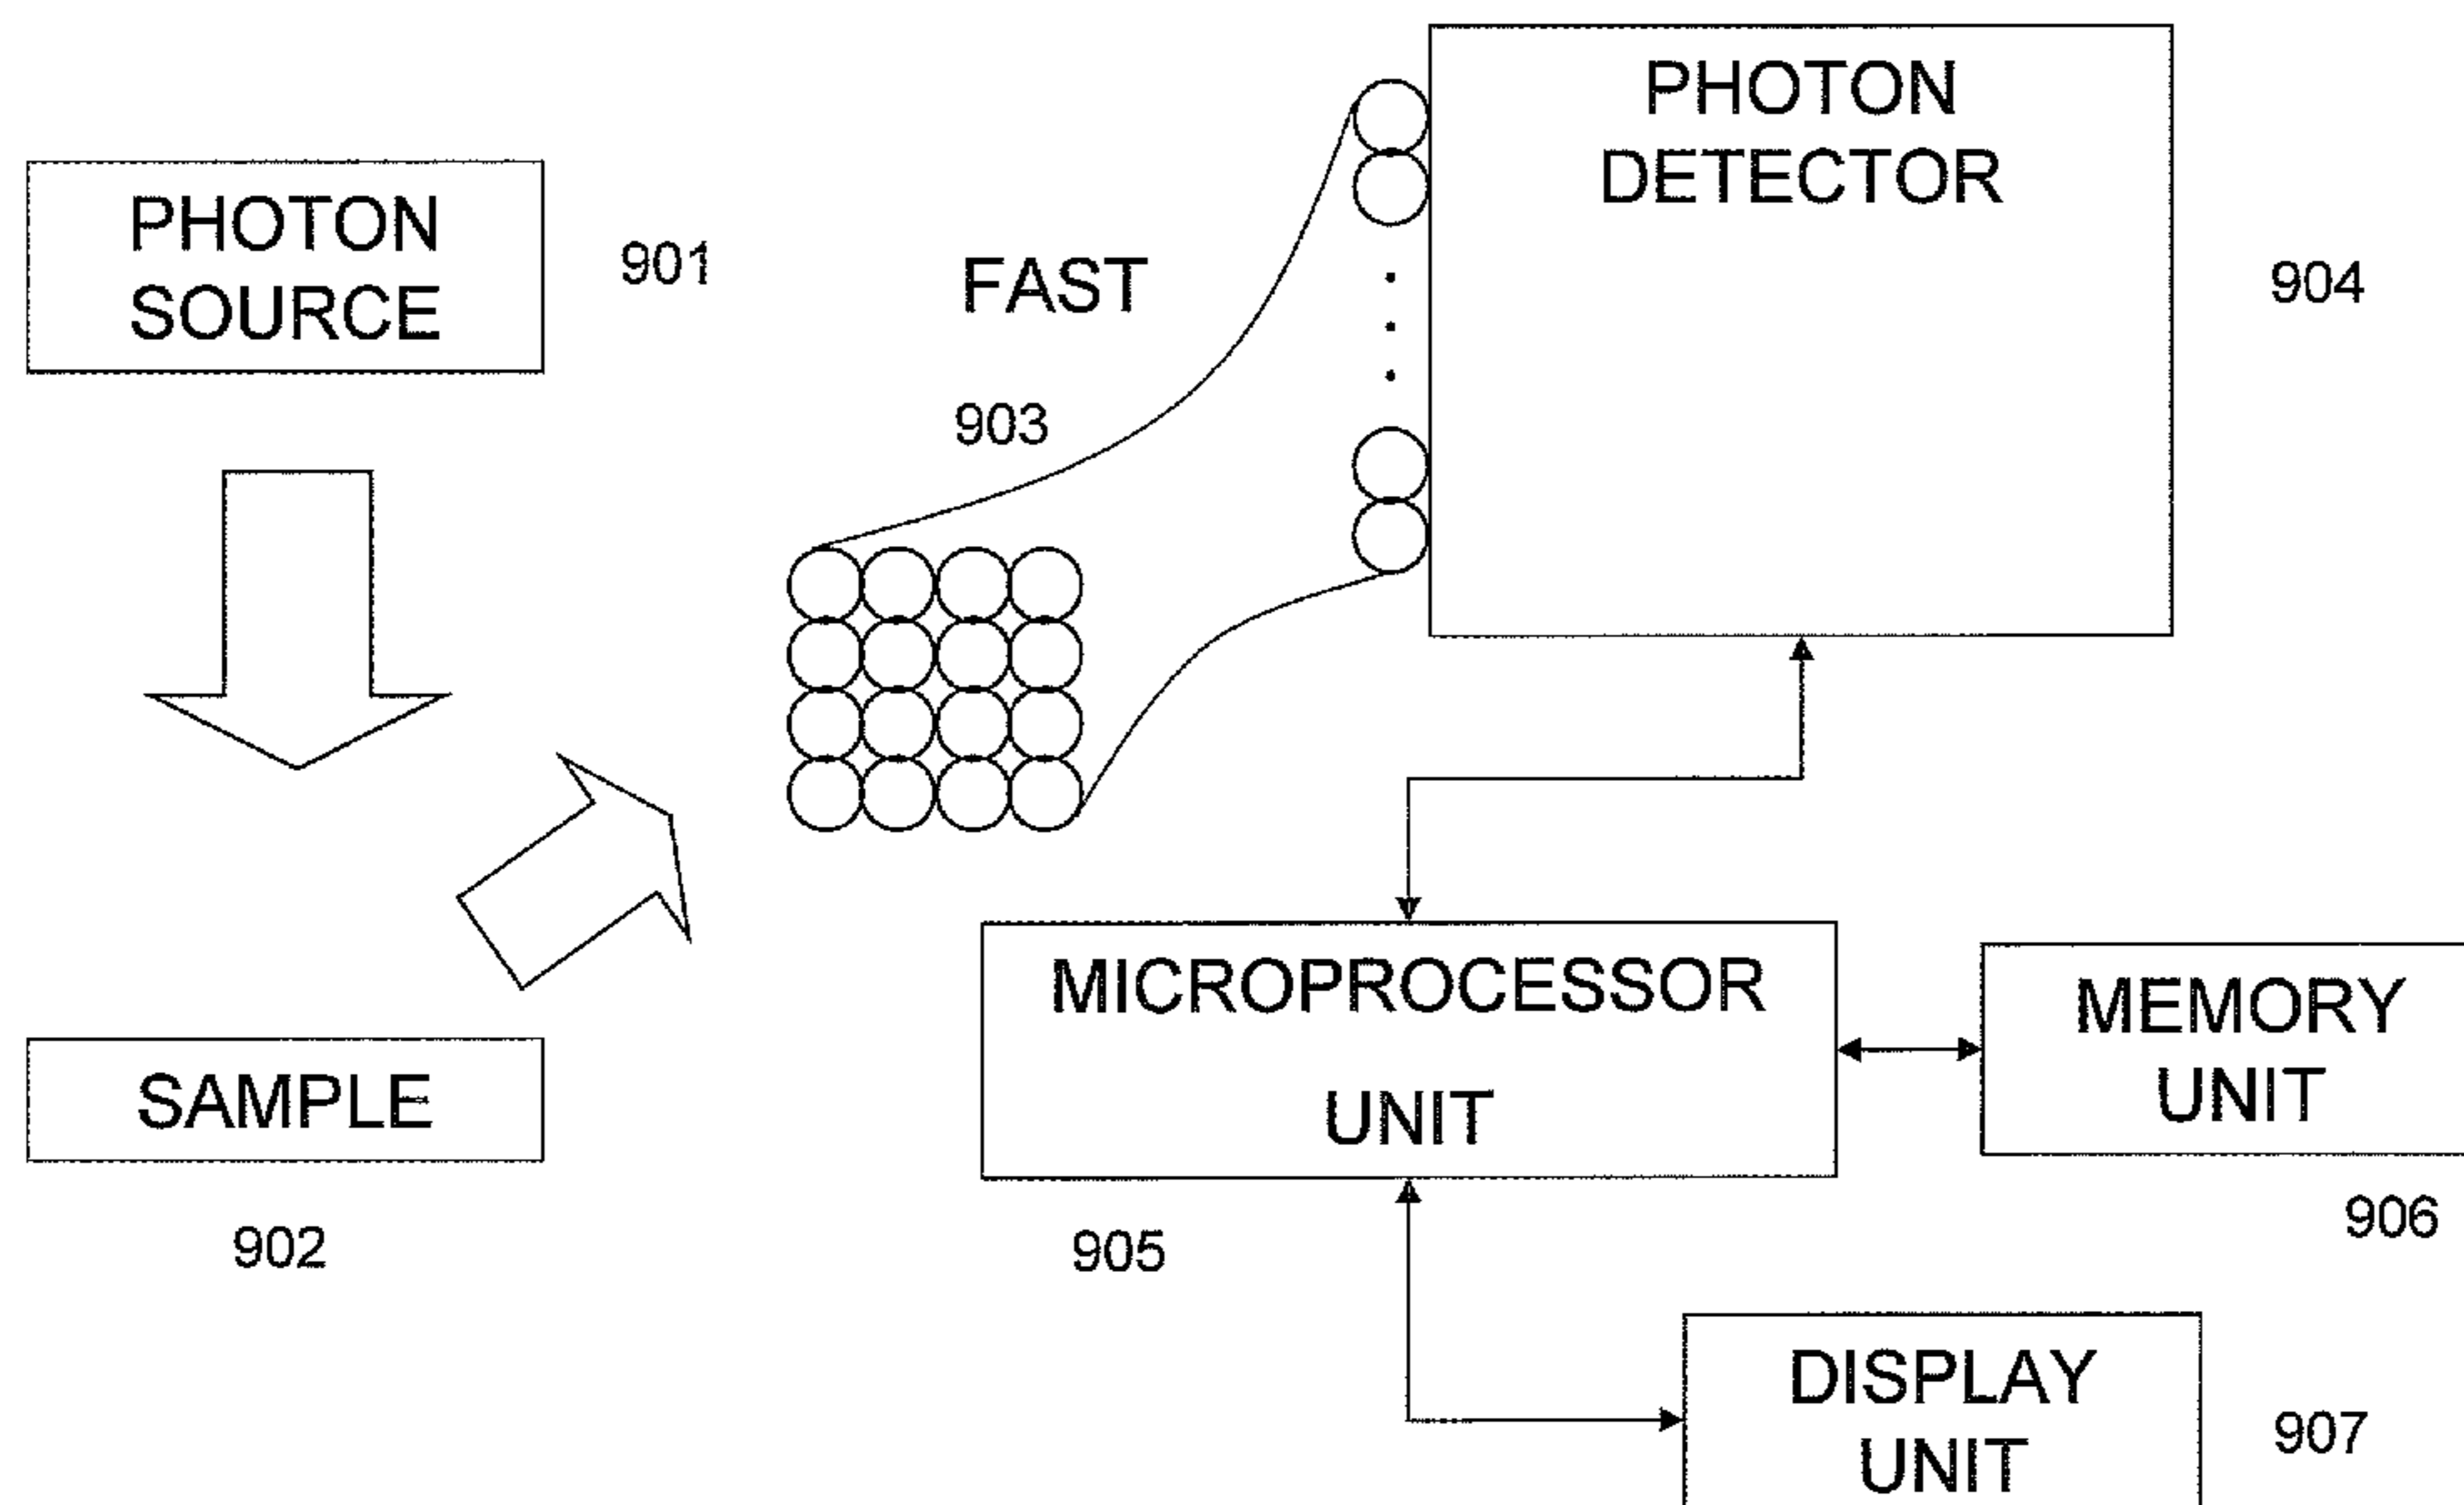 PHOTON
SOURCE
901
FAST
903
PHOTON
DETECTOR
904
SAMPLE
902
MICROPROCESSOR
UNIT
905
MEMORY
UNIT
906
DISPLAY
UNIT
907